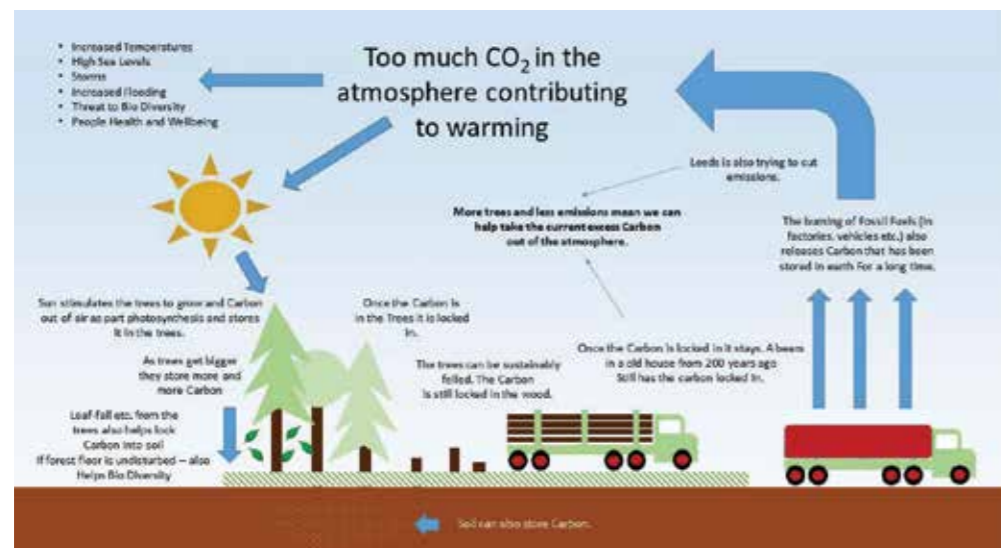 • Increased Temperatures
• High Sea Levels
• Storms
• Increased Flooding
• Threat to Bio Diversity
• People Health and Wellbeing
Too much CO2 in the
atmosphere contributing
to warming
Leeds is also trying to cut
emissions.
More trees and less emissions mean we can
help take the current excess Carbon
out of the atmosphere.
The burning of Fossil Fuels (in
factories, vehicles etc.) also
releases Carbon that has been
stored in earth For a long time.
Sun stimulates the trees to grow and Carbon
out of air as part photosynthesis and stores
it in the trees.
Once the Carbon is
in the Trees it is locked
in.
As trees get bigger
they store more and
more Carbon
The trees can be sustainably
felled. The Carbon
is still locked in the wood.
Once the Carbon is locked in it stays. A beam
in a old house from 200 years ago
Still has the carbon locked in.
Leaf-fall etc. from the
trees also helps lock
Carbon into soil
If forest floor is undisturbed – also
Helps Bio Diversity
Soil can also store Carbon.